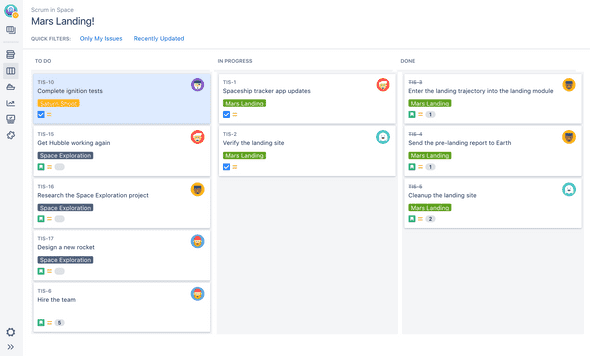 Scrum in Space
Mars Landing!
QUICK FILTERS: Only My Issues Recently Updated
TO DO
TIS-10
Complete ignition tests
TIS-15
Get Hubble working again
Space Exploration
TIS-16
Research the Space Exploration project
Space Exploration
TIS-17
Design a new rocket
Space Exploration
TIS-6
Hire the team
5
IN PROGRESS
TIS-1
Spaceship tracker app updates
Mars Landing
TIS-2
Verify the landing site
Mars Landing
DONE
TIS-3
Enter the landing trajectory into the landing module
Mars Landing
1
TIS-4
Send the pre-landing report to Earth
Mars Landing
1
Cleanup the landing site
Mars Landing
2